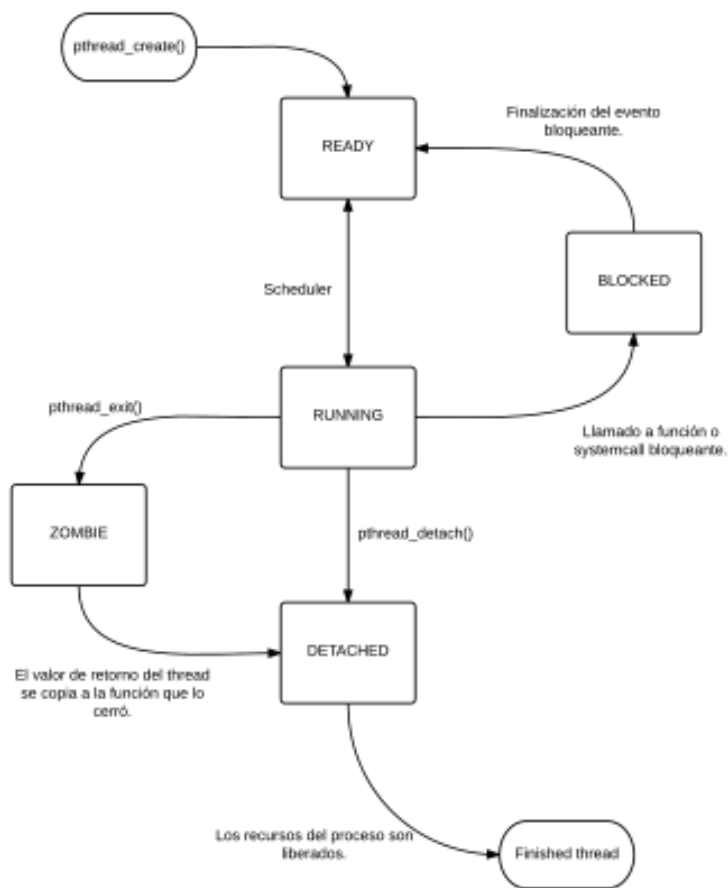 pthread_create()
READY
Finalización del evento
bloqueante.
BLOCKED
Scheduler
RUNNING
pthread_exit()
Llamado a función o
systemcall bloqueante.
ZOMBIE
pthread_detach()
DETACHED
El valor de retorno del thread
se copia a la función que lo
cerró.
Los recursos del proceso son
liberados.
Finished thread